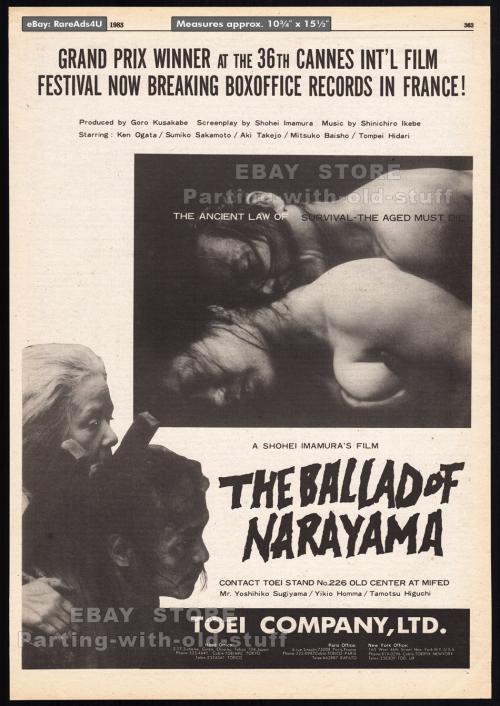 eBay: RareAds4U 1983 Measures approx. 10¾" x 15½" 363
GRAND PRIX WINNER AT THE 36TH CANNES INT'L FILM
FESTIVAL NOW BREAKING BOXOFFICE RECORDS IN FRANCE!
Produced by Goro Kusakabe Screenplay by Shohei Imamura Music by Shinichiro Ikebe
Starring: Ken Ogata / Sumiko Sakamoto / Aki Takejo / Mitsuko Baisho / Tompei Hidari
EBAY STORE
Parting-with-old-stuff
THE ANCIENT LAW OF SURVIVAL-THE AGED MUST DIE
A SHOHEI IMAMURA'S FILM
THE BALLAD OF
NARAYAMA
CONTACT TOEI STAND No.226 OLD CENTER AT MIFED
Mr. Yoshihiko Sugiyama / Yikio Homma / Tamotsu Higuchi
EBAY STORE
Parting-with-old-stuff
TOEI COMPANY, LTD.
Head Office: Paris Office: New York Office: